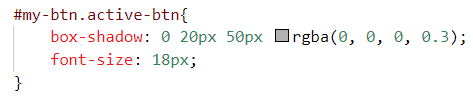 #my-btn.active-btn{
    box-shadow: 0 20px 50px rgba(0, 0, 0, 0.3);
    font-size: 18px;
}